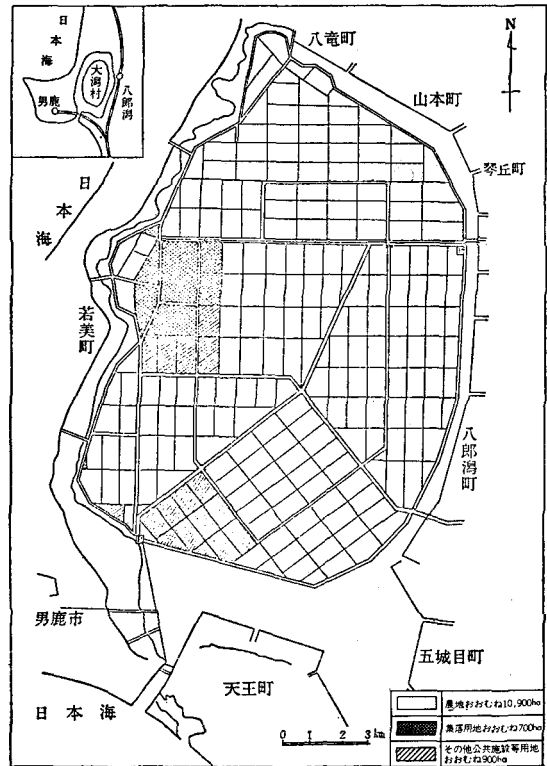 日本海
大潟村
八郎潟
男鹿
N
八竜町
山本町
琴丘町
日本海
若美町
八郎潟町
男鹿市
五城目町
天王町
日本海
0 1 2 3 km
農地おおむね10,900ha
集落用地おおむね700ha
その他公共施設等用地
おおむね900ha